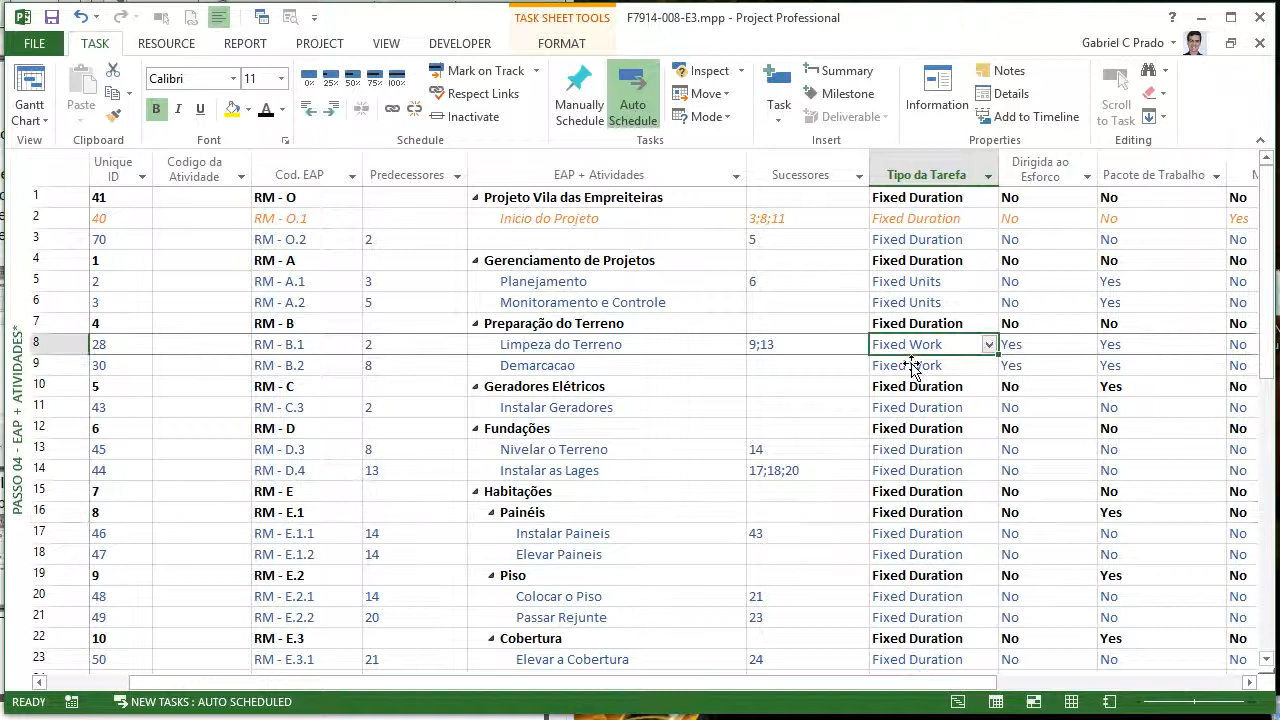 TASK SHEET TOOLS F7914-008-E3.mpp - Project Professional
FILE TASK RESOURCE REPORT PROJECT VIEW DEVELOPER FORMAT Gabriel C Prado
Gantt Chart
View
Paste
Clipboard
Calibri 11
B I U A
Font
0% 25% 50% 75% 100%
Mark on Track
Respect Links
Inactivate
Schedule
Manually Schedule
Auto Schedule
Inspect
Move
Mode
Tasks
Task
Summary
Milestone
Deliverable
Insert
Information
Notes
Details
Add to Timeline
Properties
Scroll to Task
Editing
Unique ID Codigo da Atividade Cod. EAP Predecessores EAP + Atividades Sucessores Tipo da Tarefa Dirigida ao Esforco Pacote de Trabalho
1 41 RM - O Projeto Vila das Empreiteiras Fixed Duration No No No
2 40 RM - O.1 Inicio do Projeto 3;8;11 Fixed Duration No No Yes
3 70 RM - O.2 2 5 Fixed Duration No No No
4 1 RM - A Gerenciamento de Projetos Fixed Duration No No No
5 2 RM - A.1 3 Planejamento 6 Fixed Units No Yes No
6 3 RM - A.2 5 Monitoramento e Controle Fixed Units No Yes No
7 4 RM - B Preparação do Terreno Fixed Duration No No No
8 28 RM - B.1 2 Limpeza do Terreno 9;13 Fixed Work Yes Yes No
9 30 RM - B.2 8 Demarcacao Fixed Work Yes Yes No
10 5 RM - C Geradores Elétricos Fixed Duration No Yes No
11 43 RM - C.3 2 Instalar Geradores Fixed Duration No No No
12 6 RM - D Fundações Fixed Duration No No No
13 45 RM - D.3 8 Nivelar o Terreno 14 Fixed Duration No No No
14 44 RM - D.4 13 Instalar as Lages 17;18;20 Fixed Duration No No No
15 7 RM - E Habitações Fixed Duration No No No
16 8 RM - E.1 Painéis Fixed Duration No Yes No
17 46 RM - E.1.1 14 Instalar Paineis 43 Fixed Duration No No No
18 47 RM - E.1.2 14 Elevar Paineis Fixed Duration No No No
19 9 RM - E.2 Piso Fixed Duration No Yes No
20 48 RM - E.2.1 14 Colocar o Piso 21 Fixed Duration No No No
21 49 RM - E.2.2 20 Passar Rejunte 23 Fixed Duration No No No
22 10 RM - E.3 Cobertura Fixed Duration No Yes No
23 50 RM - E.3.1 21 Elevar a Cobertura 24 Fixed Duration No No No
PASSO 04 - EAP + ATIVIDADES*
READY NEW TASKS : AUTO SCHEDULED